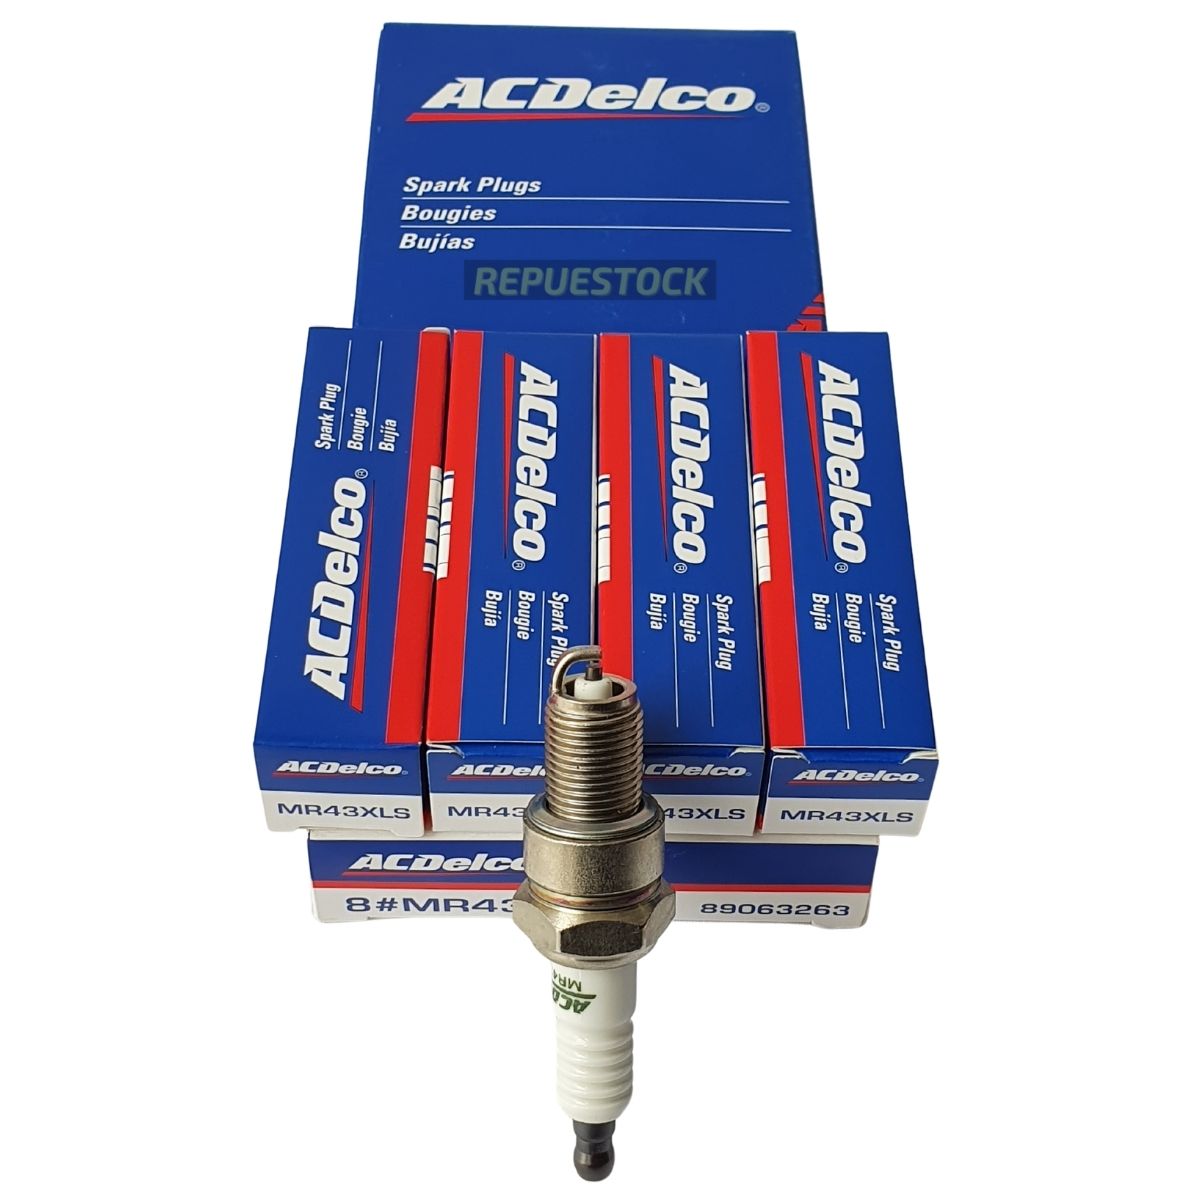 ACDelco®
Spark Plugs
Bougies
Bujías
REPUESTOCK
Spark Plug
Bougie
Bujía
ACDelco®
ACDelco®
Spark Plug
Bougie
Bujía
ACDelco®
Spark Plug
Bougie
Bujía
ACDelco®
Spark Plug
Bougie
Bujía
ACDelco®
MR43XLS
ACDel
MR43
ACDelco®
43XLS
ACDelco®
MR43XLS
ACDelco
8#MR43
89063263
ACD
MR4